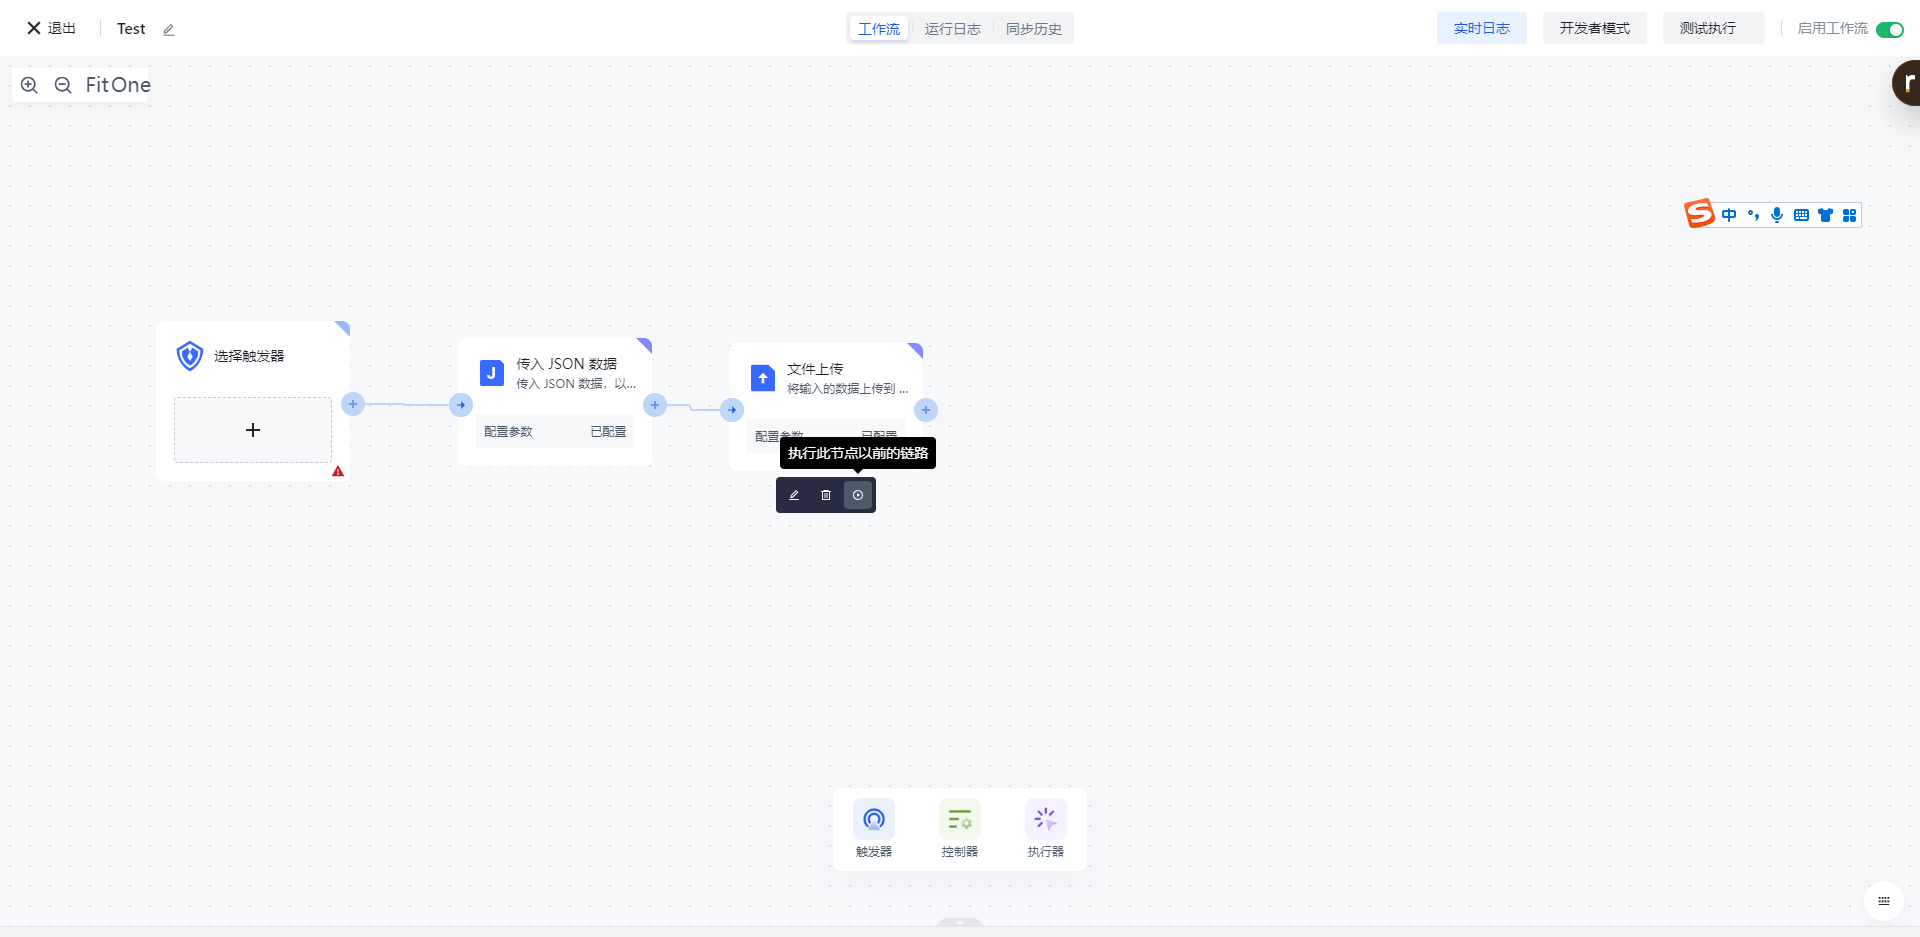 退出
Test
工作流
运行日志
同步历史
实时日志
开发者模式
测试执行
启用工作流
Fit One
r
S 中
选择触发器
J
传入 JSON 数据
传入 JSON 数据，以...
配置参数
已配置
文件上传
将输入的数据上传到 ...
配置参数
已配置
执行此节点以前的链路
触发器
控制器
执行器